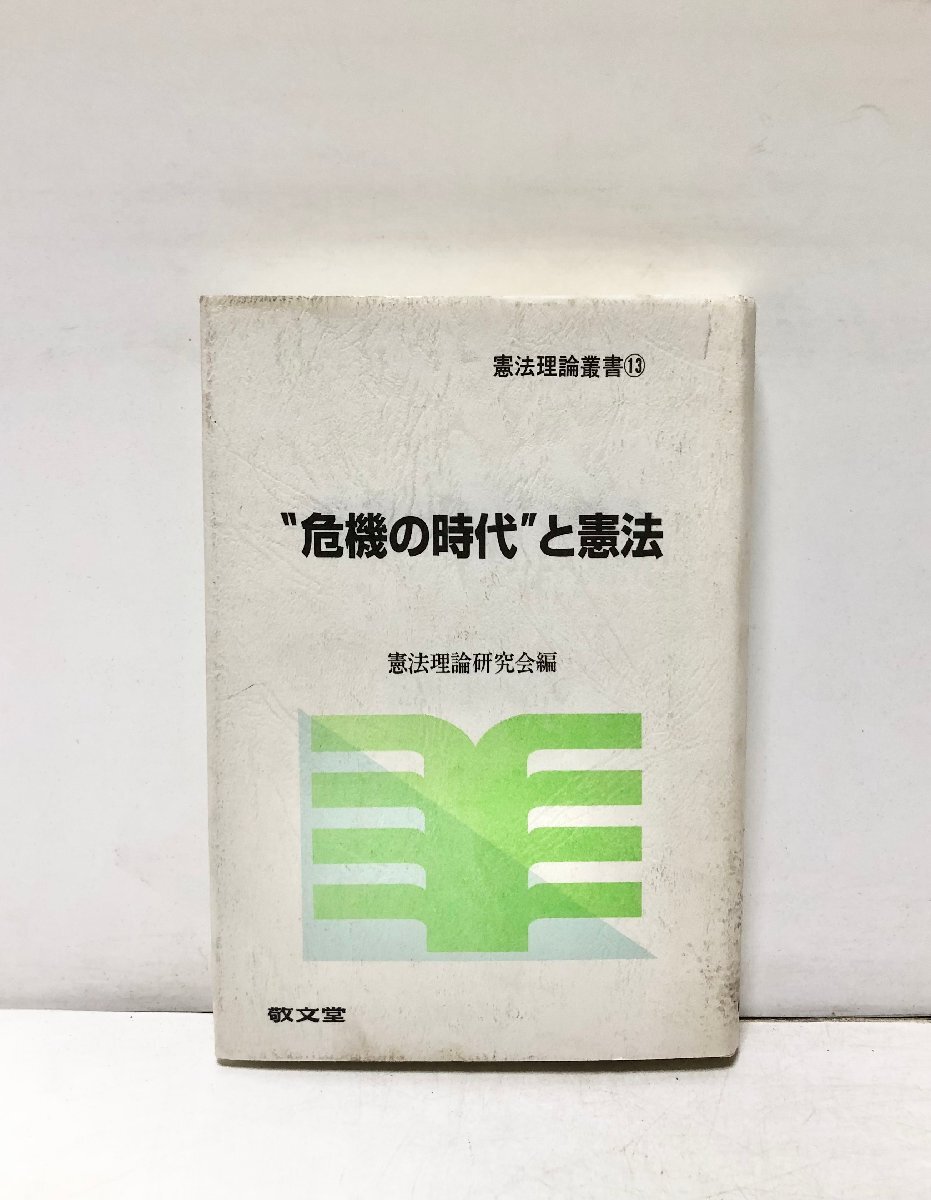 憲法理論叢書⑬
〝危機の時代〟と憲法
憲法理論研究会編
敬文堂